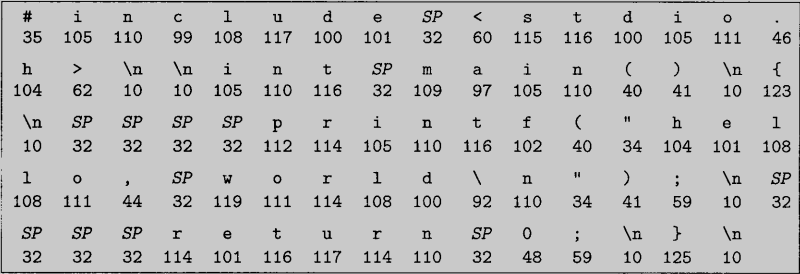 # i n c l u d e SP < s t d i o .
35 105 110 99 108 117 100 101 32 60 115 116 100 105 111 46
h > \n \n i n t SP m a i n ( ) \n {
104 62 10 10 105 110 116 32 109 97 105 110 40 41 10 123
\n SP SP SP SP p r i n t f ( " h e l
10 32 32 32 32 112 114 105 110 116 102 40 34 104 101 108
l o , SP w o r l d \ n " ) ; \n SP
108 111 44 32 119 111 114 108 100 92 110 34 41 59 10 32
SP SP SP r e t u r n SP 0 ; \n } \n
32 32 32 114 101 116 117 114 110 32 48 59 10 125 10